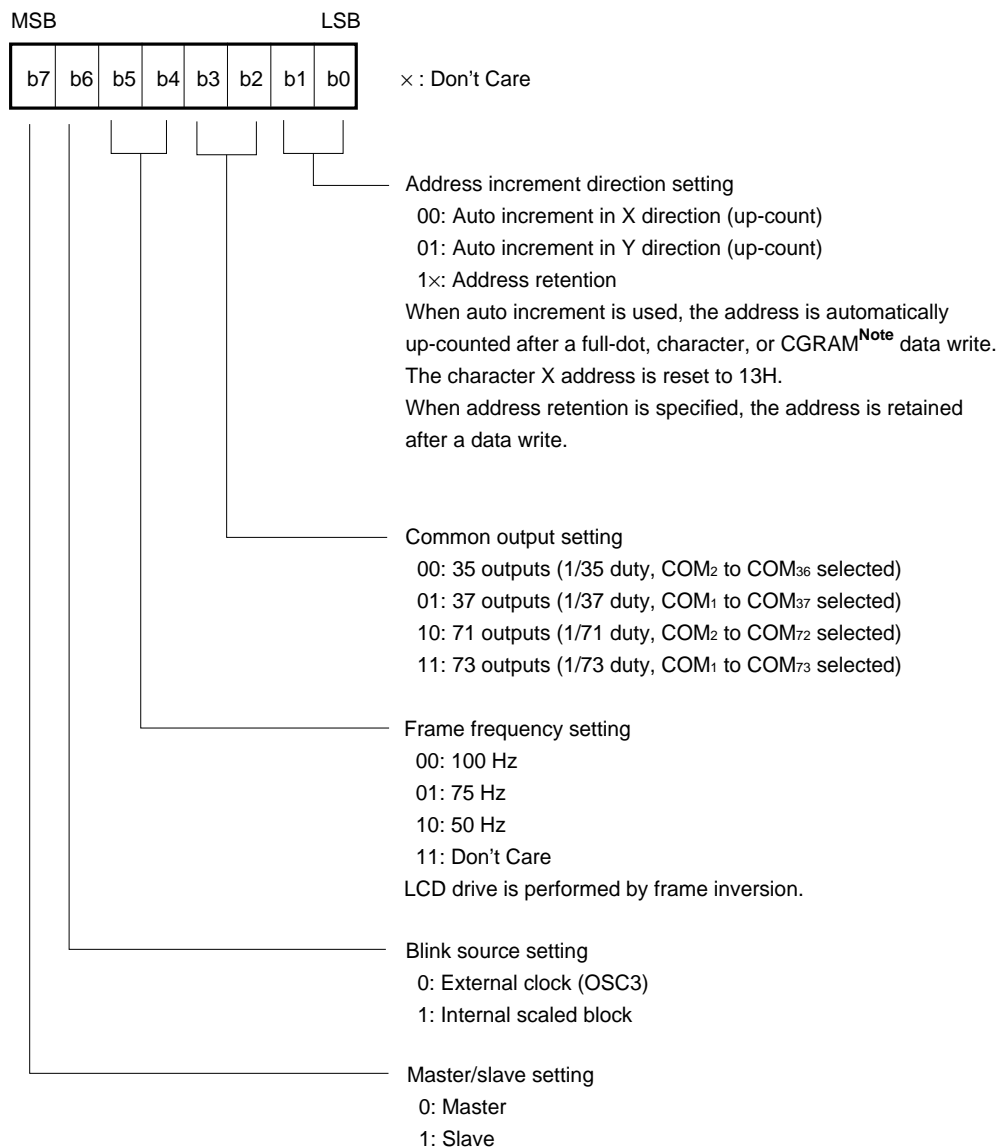 MSB LSB
b7 b6 b5 b4 b3 b2 b1 b0 × : Don't Care
Address increment direction setting
00: Auto increment in X direction (up-count)
01: Auto increment in Y direction (up-count)
1×: Address retention
When auto increment is used, the address is automatically
up-counted after a full-dot, character, or CGRAMNote data write.
The character X address is reset to 13H.
When address retention is specified, the address is retained
after a data write.
Common output setting
00: 35 outputs (1/35 duty, COM2 to COM36 selected)
01: 37 outputs (1/37 duty, COM1 to COM37 selected)
10: 71 outputs (1/71 duty, COM2 to COM72 selected)
11: 73 outputs (1/73 duty, COM1 to COM73 selected)
Frame frequency setting
00: 100 Hz
01: 75 Hz
10: 50 Hz
11: Don't Care
LCD drive is performed by frame inversion.
Blink source setting
0: External clock (OSC3)
1: Internal scaled block
Master/slave setting
0: Master
1: Slave